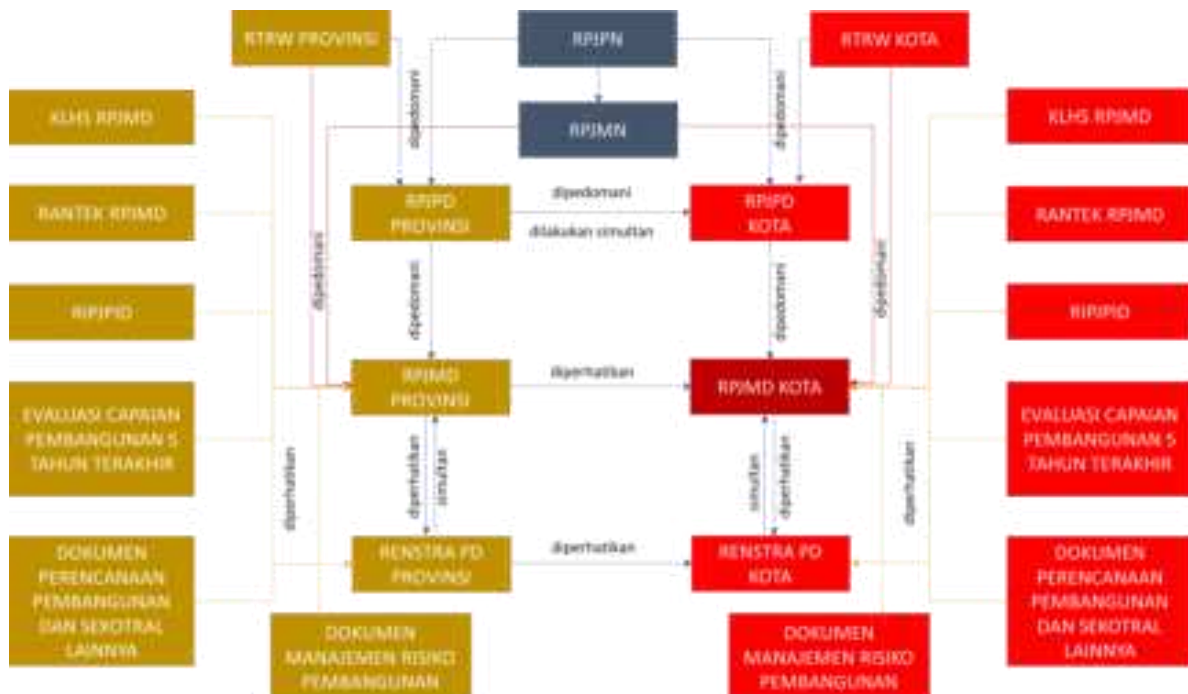 RTRW PROVINSI
RPJPN
RTRW KOTA
KLHS RPJMD
RPJMN
KLHS RPJMD
dipedomani
dipedomani
RANTEK RPJMD
RPJPD
PROVINSI
dipedomani
dilakukan simultan
RPJPD
KOTA
RANTEK RPJMD
dipedomani
dipedomani
dipedomani
dipedomani
RIPJPID
RIPJPID
RPJMD
PROVINSI
diperhatikan
RPJMD KOTA
EVALUASI CAPAIAN
PEMBANGUNAN 5
TAHUN TERAKHIR
EVALUASI CAPAIAN
PEMBANGUNAN 5
TAHUN TERAKHIR
diperhatikan
diperhatikan
simultan
simultan
diperhatikan
diperhatikan
DOKUMEN
PERENCANAAN
PEMBANGUNAN
DAN SEKOTRAL
LAINNYA
RENSTRA PD
PROVINSI
diperhatikan
RENSTRA PD
KOTA
DOKUMEN
PERENCANAAN
PEMBANGUNAN
DAN SEKOTRAL
LAINNYA
DOKUMEN
MANAJEMEN RISIKO
PEMBANGUNAN
DOKUMEN
MANAJEMEN RISIKO
PEMBANGUNAN